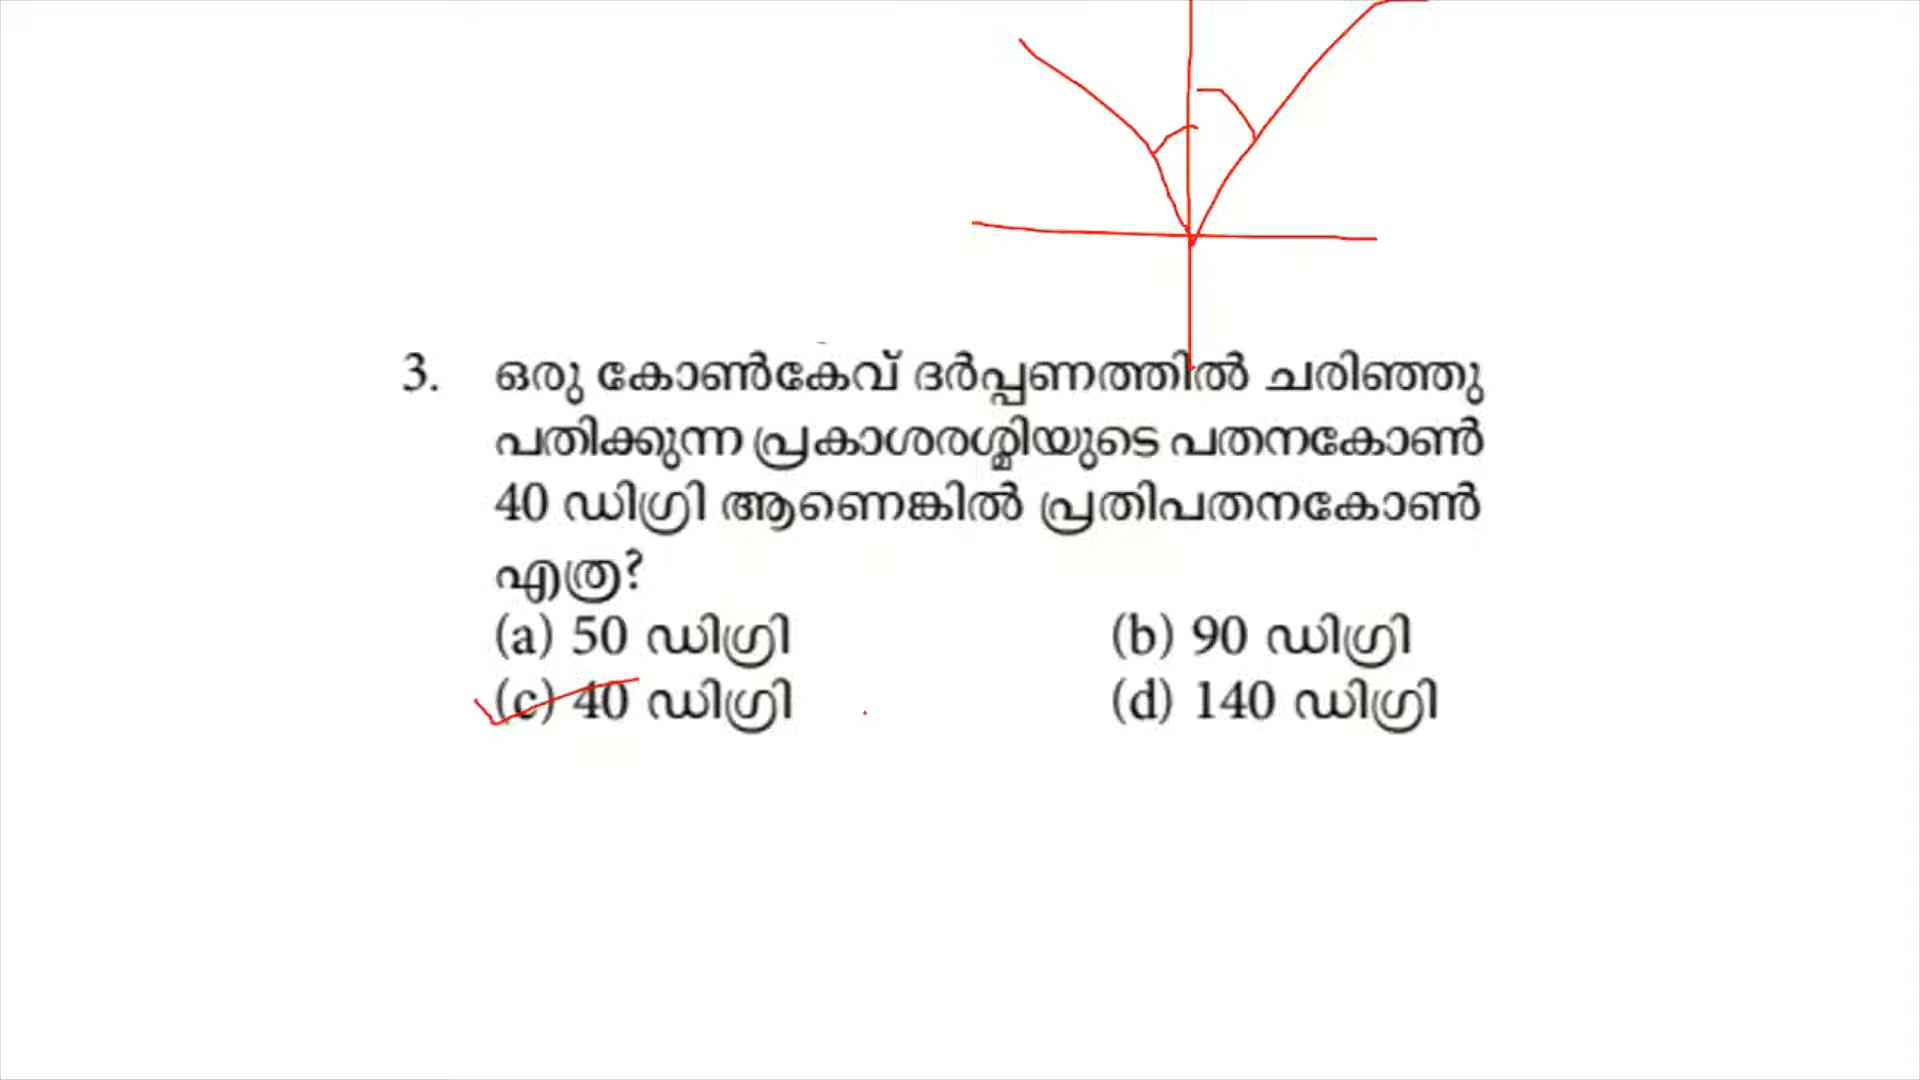 3. ഒരു കോൺകേവ് ദർപ്പണത്തിൽ ചരിഞ്ഞു
പതിക്കുന്ന പ്രകാശരശ്മിയുടെ പതനകോൺ
40 ഡിഗ്രി ആണെങ്കിൽ പ്രതിപതനകോൺ
എത്ര?
(a) 50 ഡിഗ്രി (b) 90 ഡിഗ്രി
(c) 40 ഡിഗ്രി (d) 140 ഡിഗ്രി